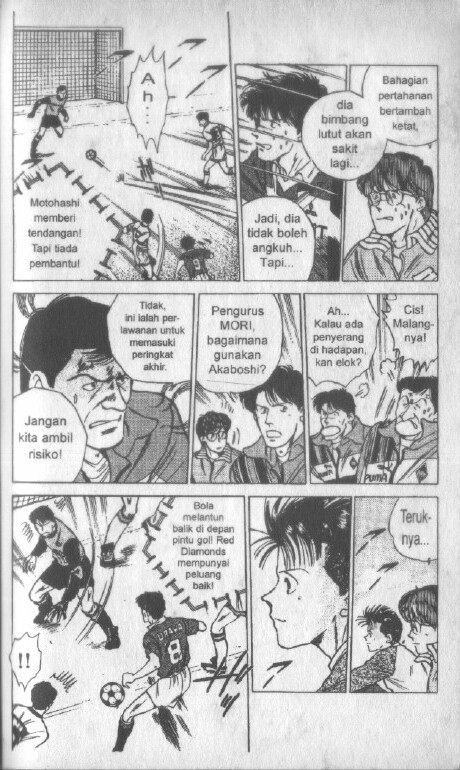 Bahagian
pertahanan
bertambah
ketat,
dia
bimbang
lutut akan
sakit
lagi...
Jadi, dia
tidak boleh
angkuh...
Tapi...
Ah...
Motohashi
memberi
tendangan!
Tapi tiada
pembantu!
Cis!
Malang-
nya!
Ah...
Kalau ada
penyerang
di hadapan,
kan elok?
Pengurus
MORI,
bagaimana
gunakan
Akaboshi?
Tidak,
ini ialah per-
lawanan untuk
memasuki
peringkat
akhir.
Jangan
kita ambil
risiko!
PUMA
Teruk-
nya...
Bola
melantun
balik di depan
pintu gol! Red
Diamonds
mempunyai
peluang
baik!
8
!!